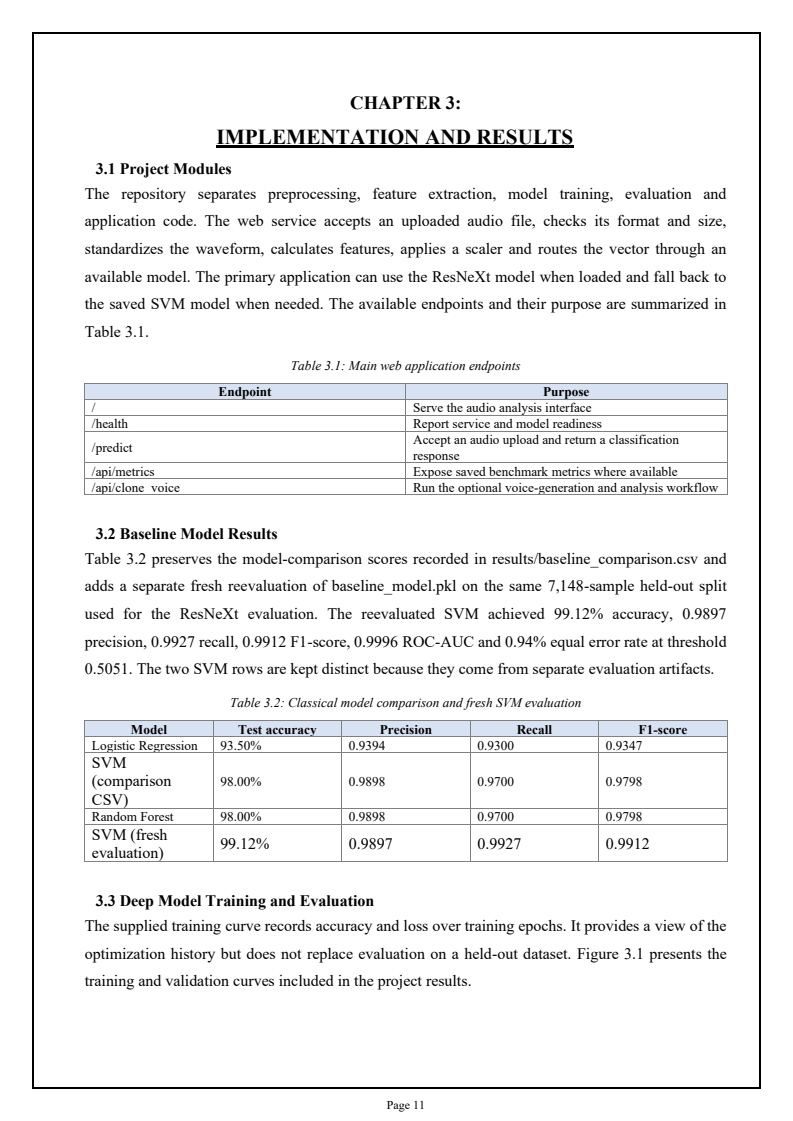 CHAPTER 3:
IMPLEMENTATION AND RESULTS
3.1 Project Modules
The repository separates preprocessing, feature extraction, model training, evaluation and
application code. The web service accepts an uploaded audio file, checks its format and size,
standardizes the waveform, calculates features, applies a scaler and routes the vector through an
available model. The primary application can use the ResNeXt model when loaded and fall back to
the saved SVM model when needed. The available endpoints and their purpose are summarized in
Table 3.1.
Table 3.1: Main web application endpoints
Endpoint Purpose
/ Serve the audio analysis interface
/health Report service and model readiness
/predict Accept an audio upload and return a classification
response
/api/metrics Expose saved benchmark metrics where available
/api/clone_voice Run the optional voice-generation and analysis workflow
3.2 Baseline Model Results
Table 3.2 preserves the model-comparison scores recorded in results/baseline_comparison.csv and
adds a separate fresh reevaluation of baseline_model.pkl on the same 7,148-sample held-out split
used for the ResNeXt evaluation. The reevaluated SVM achieved 99.12% accuracy, 0.9897
precision, 0.9927 recall, 0.9912 F1-score, 0.9996 ROC-AUC and 0.94% equal error rate at threshold
0.5051. The two SVM rows are kept distinct because they come from separate evaluation artifacts.
Table 3.2: Classical model comparison and fresh SVM evaluation
Model Test accuracy Precision Recall F1-score
Logistic Regression 93.50% 0.9394 0.9300 0.9347
SVM
(comparison 98.00% 0.9898 0.9700 0.9798
CSV)
Random Forest 98.00% 0.9898 0.9700 0.9798
SVM (fresh
evaluation) 99.12% 0.9897 0.9927 0.9912
3.3 Deep Model Training and Evaluation
The supplied training curve records accuracy and loss over training epochs. It provides a view of the
optimization history but does not replace evaluation on a held-out dataset. Figure 3.1 presents the
training and validation curves included in the project results.
Page 11